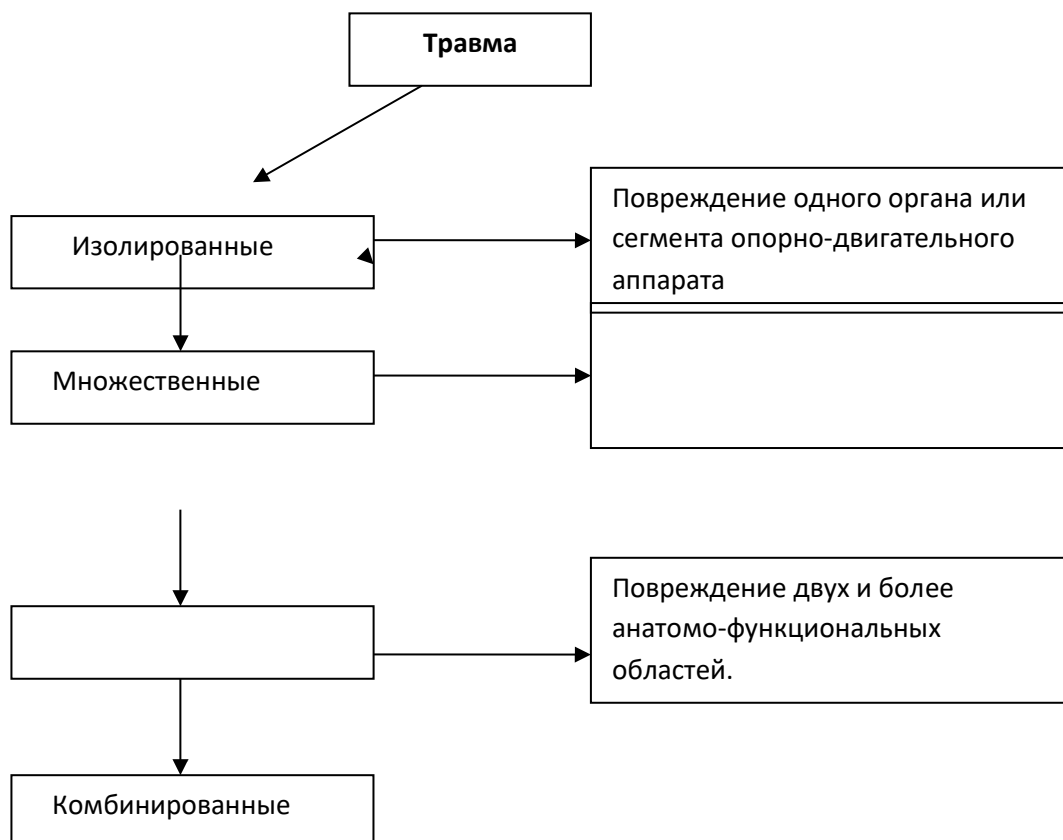 Травма
Изолированные
Повреждение одного органа или
сегмента опорно-двигательного
аппарата
Множественные
Повреждение двух и более
анатомо-функциональных
областей.
Комбинированные